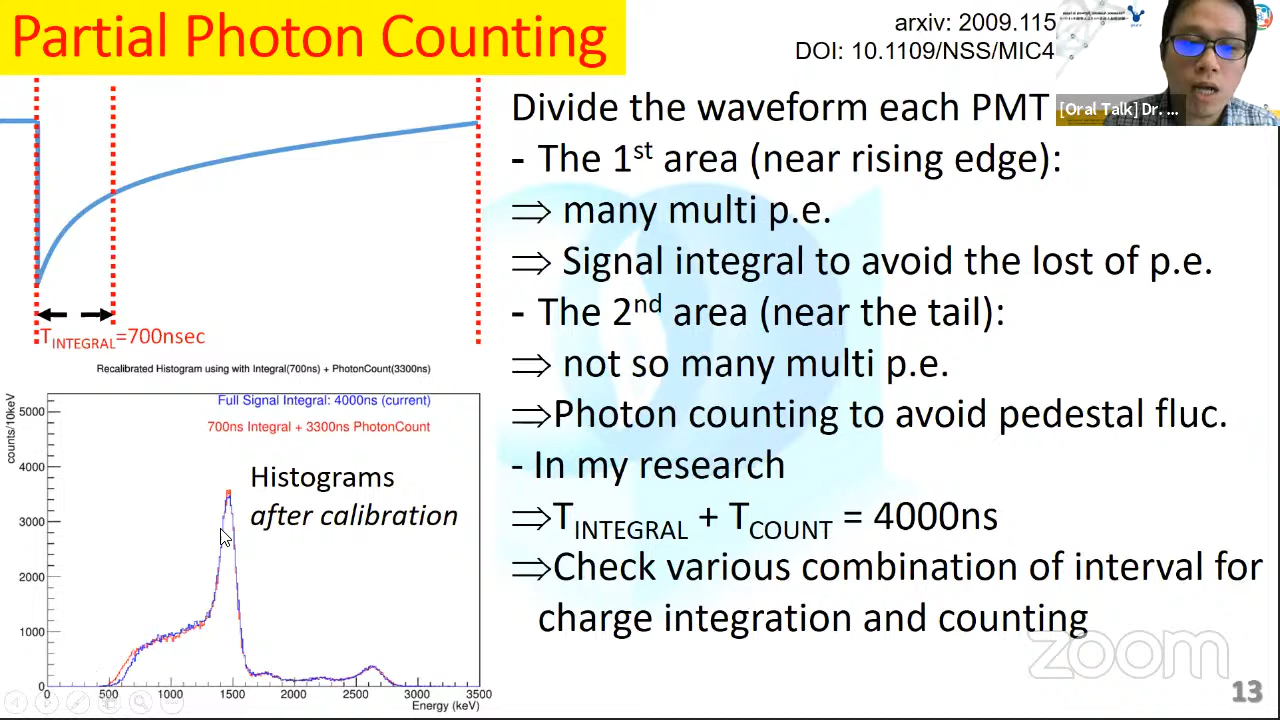 Partial Photon Counting
arxiv: 2009.115
DOI: 10.1109/NSS/MIC4
[Oral Talk] Dr. ...
Divide the waveform each PMT
- The 1st area (near rising edge):
⇒ many multi p.e.
⇒ Signal integral to avoid the lost of p.e.
- The 2nd area (near the tail):
⇒ not so many multi p.e.
⇒Photon counting to avoid pedestal fluc.
- In my research
⇒TINTEGRAL + TCOUNT = 4000ns
⇒Check various combination of interval for
charge integration and counting
TINTEGRAL=700nsec
Recalibrated Histogram using with Integral(700ns) + PhotonCount(3300ns)
counts/10keV
Full Signal Integral: 4000ns (current)
700ns Integral + 3300ns PhotonCount
Histograms
after calibration
5000
4000
3000
2000
1000
0
0 500 1000 1500 2000 2500 3000 3500
Energy (keV)
zoom
13